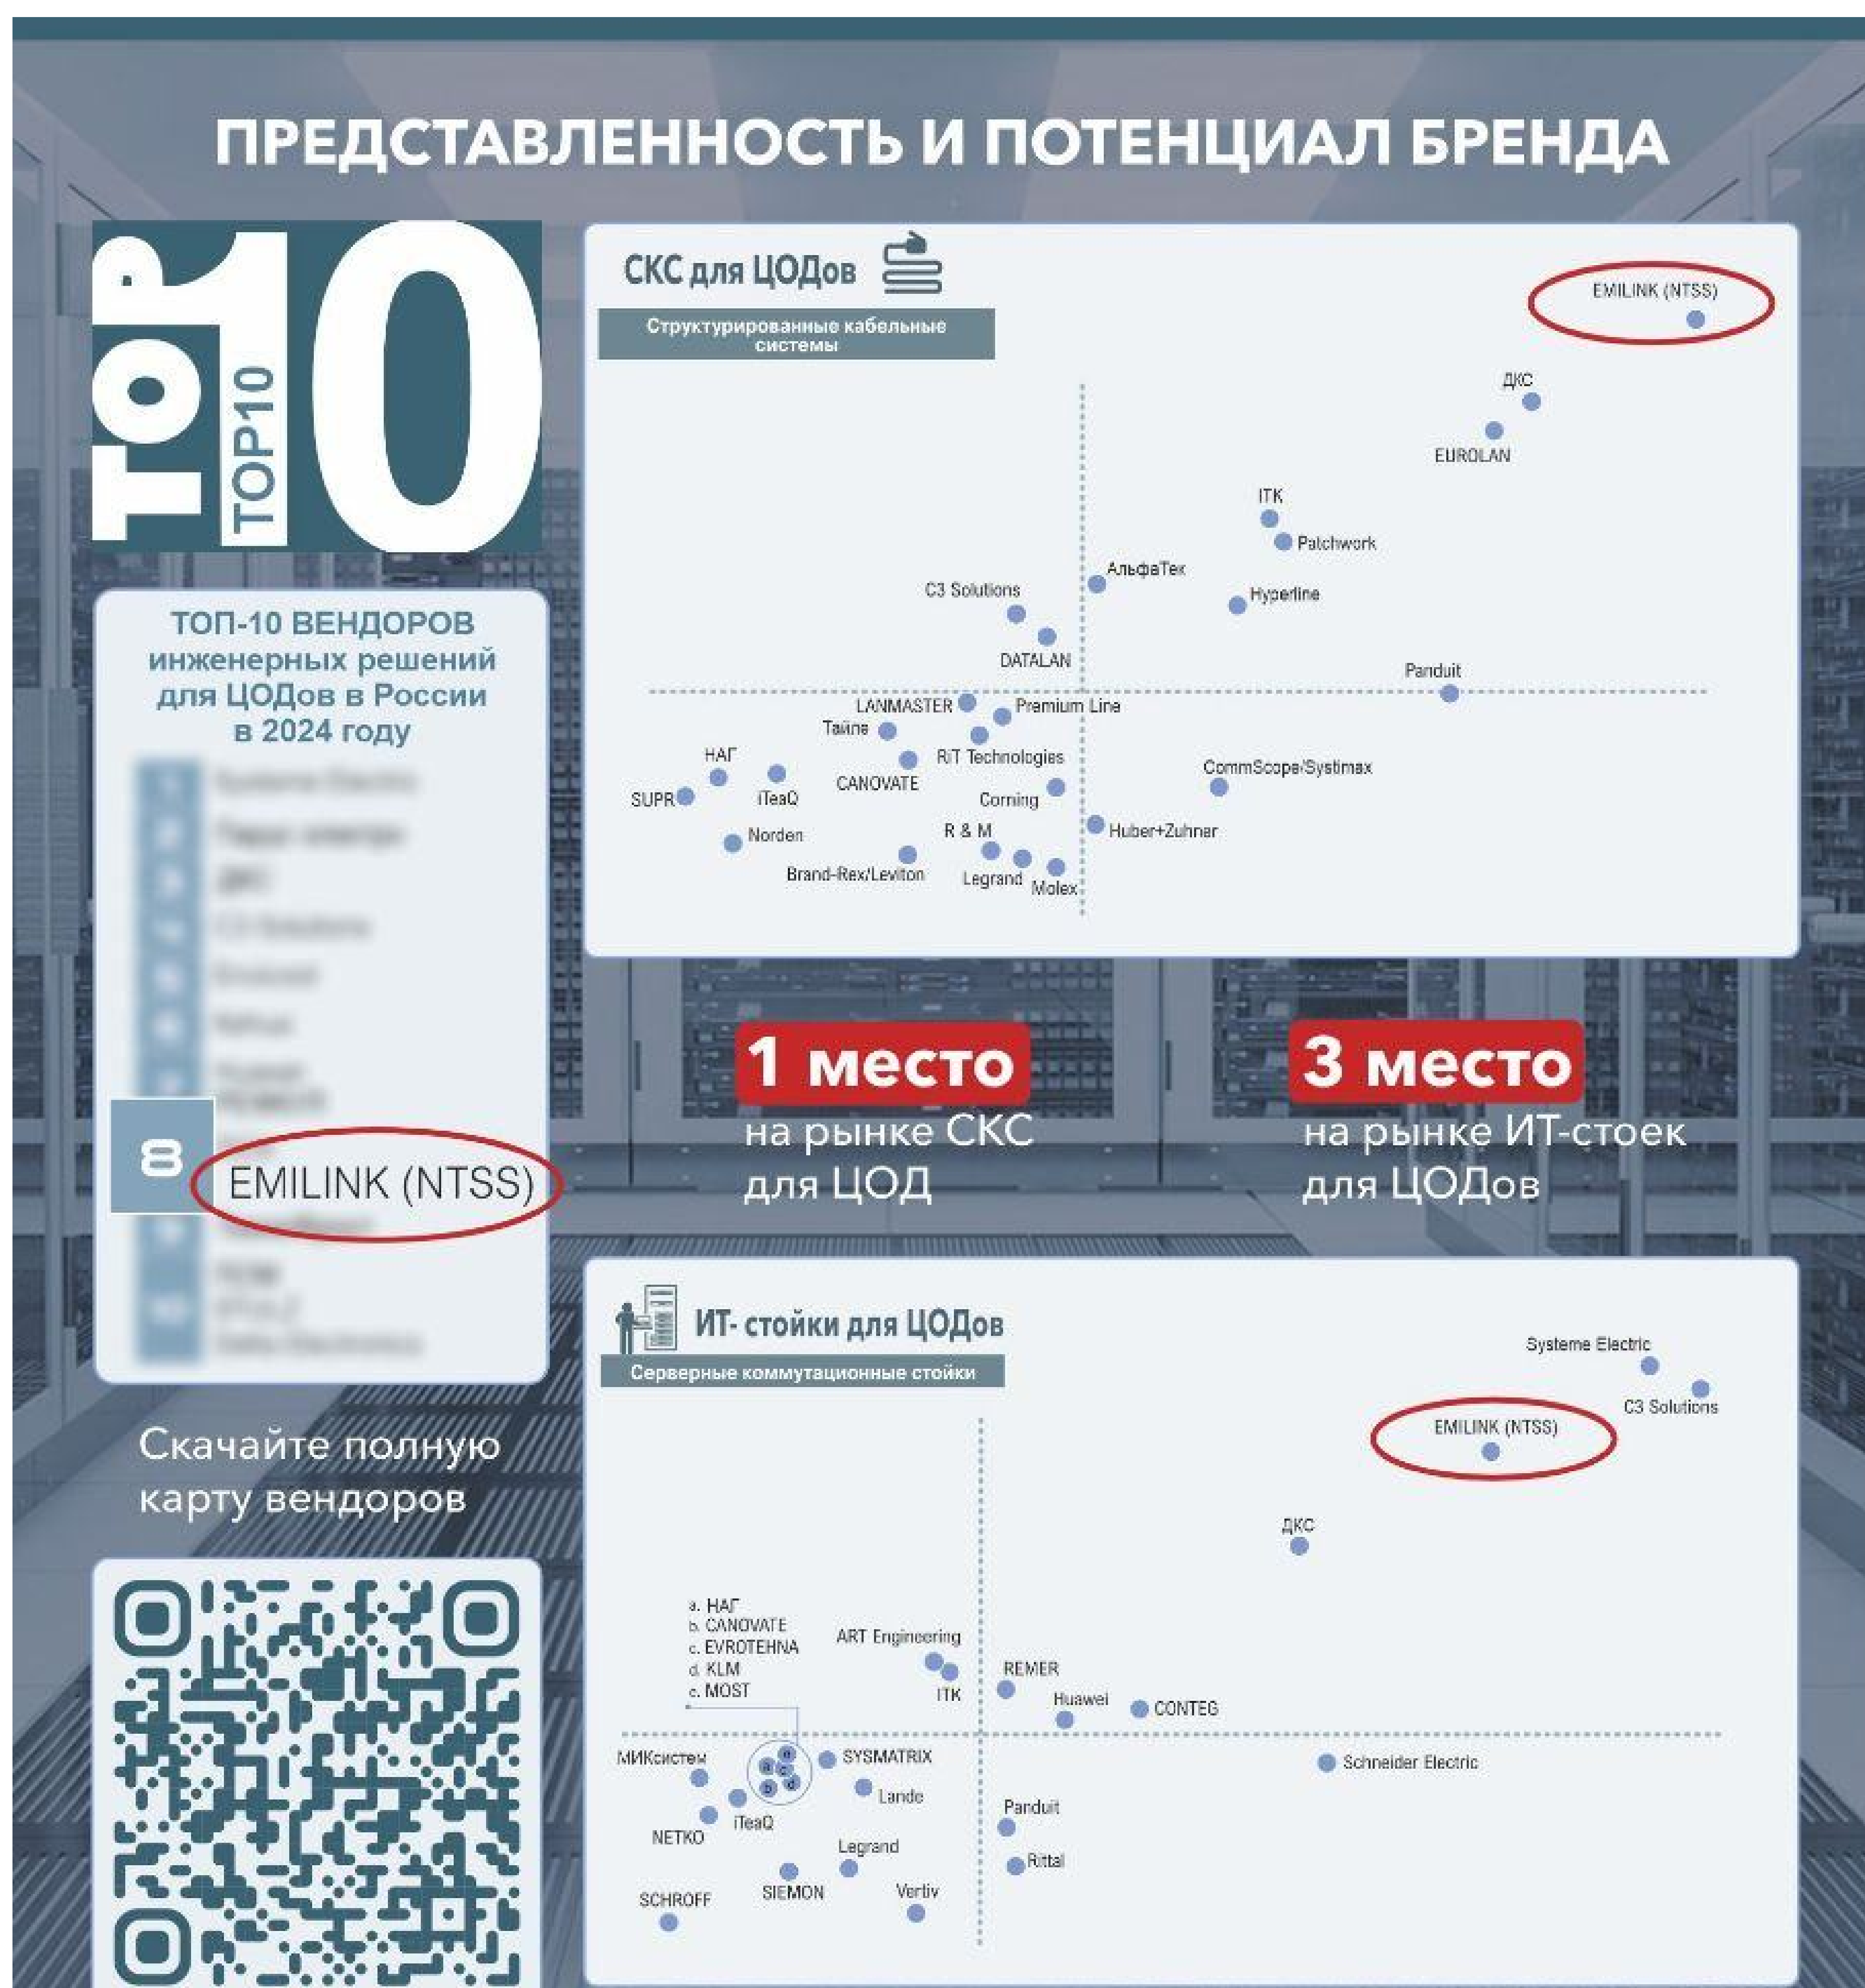 ПРЕДСТАВЛЕННОСТЬ И ПОТЕНЦИАЛ БРЕНДА
TOP 10
TOP10
ТОП-10 ВЕНДОРОВ
инженерных решений
для ЦОДов в России
в 2024 году
8
EMILINK (NTSS)
Скачайте полную
карту вендоров
СКС для ЦОДов
Структурированные кабельные
системы
EMILINK (NTSS)
ДКС
EUROLAN
ITK
Patchwork
АльфаТек
C3 Solutions
Hyperline
DATALAN
Panduit
LANMASTER
Premium Line
Тайле
НАГ
RiT Technologies
CommScope/Systimax
CANOVATE
SUPR
iTeaQ
Corning
Norden
R & M
Huber+Zuhner
Brand-Rex/Leviton
Legrand
Molex
1 место
на рынке СКС
для ЦОД
3 место
на рынке ИТ-стоек
для ЦОДов
ИТ- стойки для ЦОДов
Серверные коммутационные стойки
Systeme Electric
C3 Solutions
EMILINK (NTSS)
ДКС
a. НАГ
b. CANOVATE
c. EVROTEHNA
d. KLM
c. MOST
ART Engineering
ITK
REMER
Huawei
CONTEG
МИКсистем
e
a c
b d
SYSMATRIX
Schneider Electric
Lande
iTeaQ
Panduit
NETKO
Legrand
Rittal
SIEMON
Vertiv
SCHROFF